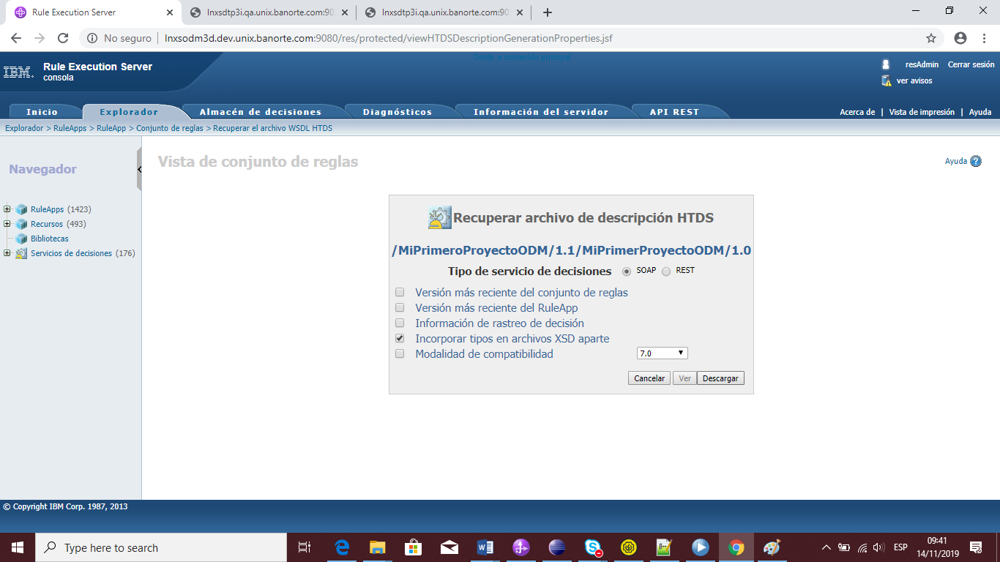 Rule Execution Server
lnxsdtp3i.qa.unix.banorte.com:90
lnxsdtp3i.qa.unix.banorte.com:90
No seguro
lnxsodm3d.dev.unix.banorte.com:9080/res/protected/viewHTDSDescriptionGenerationProperties.jsf
Omitir a contenido principal
IBM.
Rule Execution Server
consola
resAdmin Cerrar sesión
ver avisos
Inicio Explorador Almacén de decisiones Diagnósticos Información del servidor API REST
Acerca de | Vista de impresión | Ayuda
Explorador > RuleApps > RuleApp > Conjunto de reglas > Recuperar el archivo WSDL HTDS
Navegador
RuleApps (1423)
Recursos (493)
Bibliotecas
Servicios de decisiones (176)
Vista de conjunto de reglas
Ayuda ?
Recuperar archivo de descripción HTDS
/MiPrimeroProyectoODM/1.1/MiPrimerProyectoODM/1.0
Tipo de servicio de decisiones SOAP REST
Versión más reciente del conjunto de reglas
Versión más reciente del RuleApp
Información de rastreo de decisión
Incorporar tipos en archivos XSD aparte
Modalidad de compatibilidad 7.0
Cancelar Ver Descargar
© Copyright IBM Corp. 1987, 2013
Type here to search
ESP
09:41
14/11/2019